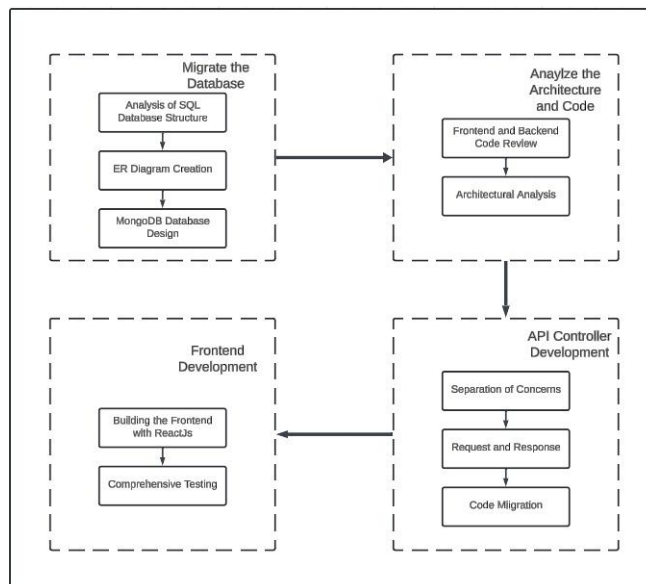 Migrate the
Database
Analysis of SQL
Database Structure
ER Diagram Creation
MongoDB Database
Design
Anaylze the
Architecture
and Code
Frontend and Backend
Code Review
Architectural Analysis
API Controller
Development
Separation of Concerns
Request and Response
Code Mligration
Frontend
Development
Building the Frontend
with ReactJs
Comprehensive Testing